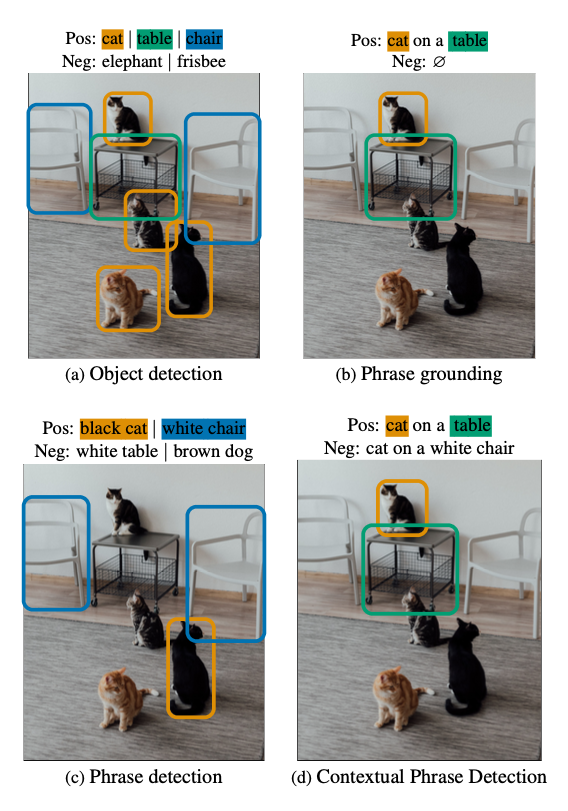 Pos: cat | table | chair
Neg: elephant | frisbee
(a) Object detection
Pos: cat on a table
Neg: ∅
(b) Phrase grounding
Pos: black cat | white chair
Neg: white table | brown dog
(c) Phrase detection
Pos: cat on a table
Neg: cat on a white chair
(d) Contextual Phrase Detection